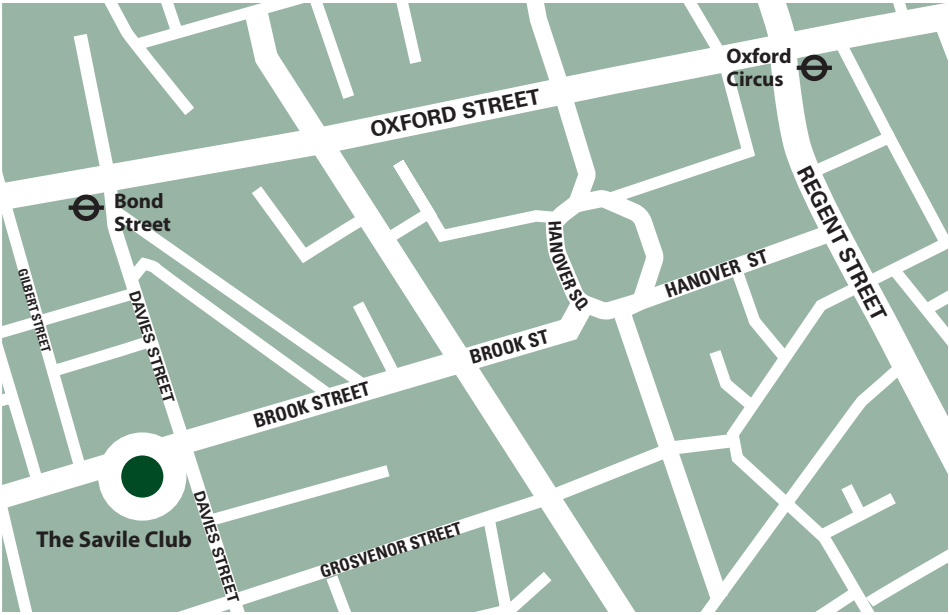 Oxford
Circus
OXFORD STREET
Bond
Street
REGENT STREET
HANOVER SQ.
HANOVER ST
GILBERT STREET
DAVIES STREET
BROOK ST
BROOK STREET
The Savile Club
DAVIES STREET
GROSVENOR STREET